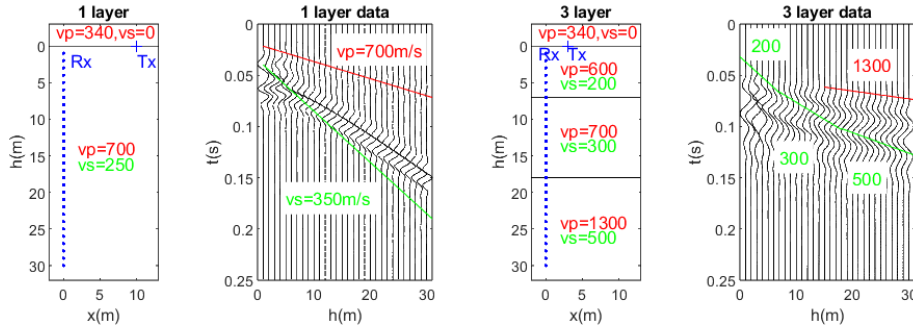 1 layer
vp=340,vs=0
Rx
Tx
vp=700
vs=250
0
5
10
15
20
25
30
h(m)
0
5
10
x(m)
1 layer data
vp=700m/s
vs=350m/s
0
0.05
0.1
0.15
0.2
0.25
t(s)
0
10
20
30
h(m)
3 layer
vp=340,vs=0
Rx
Tx
vp=600
vs=200
vp=700
vs=300
vp=1300
vs=500
0
5
10
15
20
25
30
h(m)
0
5
10
x(m)
3 layer data
200
1300
300
500
0
0.05
0.1
0.15
0.2
0.25
t(s)
0
10
20
30
h(m)